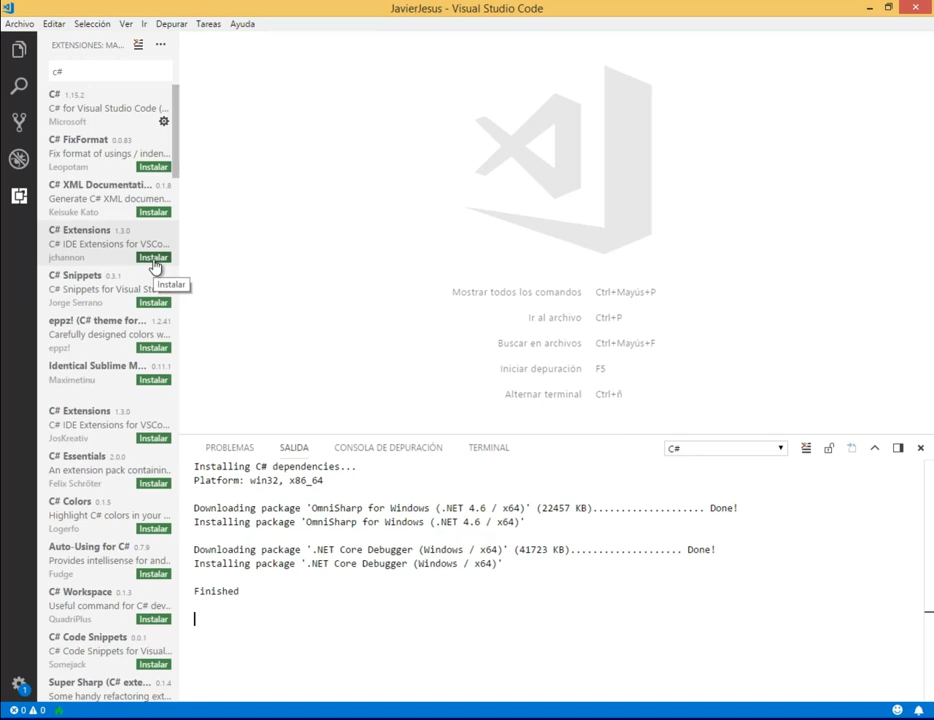 JavierJesus - Visual Studio Code
Archivo Editar Selección Ver Ir Depurar Tareas Ayuda
EXTENSIONES: MA...
c#
C# 1.15.2
C# for Visual Studio Code (...
Microsoft
C# FixFormat 0.0.83
Fix format of usings / inden...
Leopotam Instalar
C# XML Documentati... 0.1.8
Generate C# XML documen...
Keisuke Kato Instalar
C# Extensions 1.3.0
C# IDE Extensions for VSCo...
jchannon Instalar
Instalar
C# Snippets 0.3.1
C# Snippets for Visual St
Jorge Serrano Instalar
eppz! (C# theme for... 1.2.41
Carefully designed colors w...
eppz! Instalar
Identical Sublime M... 0.11.1
Maximetinu Instalar
C# Extensions 1.3.0
C# IDE Extensions for VSCo...
JosKreativ Instalar
C# Essentials 2.0.0
An extension pack containin...
Felix Schröter Instalar
C# Colors 0.1.5
Highlight C# colors in your ...
Logerfo Instalar
Auto-Using for C# 0.7.9
Provides intellisense for and...
Fudge Instalar
C# Workspace 0.1.3
Useful command for C# dev...
QuadriPlus Instalar
C# Code Snippets 0.0.1
C# Code Snippets for Visual...
Somejack Instalar
Super Sharp (C# exte... 0.1.4
Some handy refactoring ext...
Mostrar todos los comandos Ctrl+Mayús+P
Ir al archivo Ctrl+P
Buscar en archivos Ctrl+Mayús+F
Iniciar depuración F5
Alternar terminal Ctrl+ñ
PROBLEMAS SALIDA CONSOLA DE DEPURACIÓN TERMINAL C#
Installing C# dependencies...
Platform: win32, x86_64
Downloading package 'OmniSharp for Windows (.NET 4.6 / x64)' (22457 KB).................... Done!
Installing package 'OmniSharp for Windows (.NET 4.6 / x64)'
Downloading package '.NET Core Debugger (Windows / x64)' (41723 KB).................... Done!
Installing package '.NET Core Debugger (Windows / x64)'
Finished
1
0 0